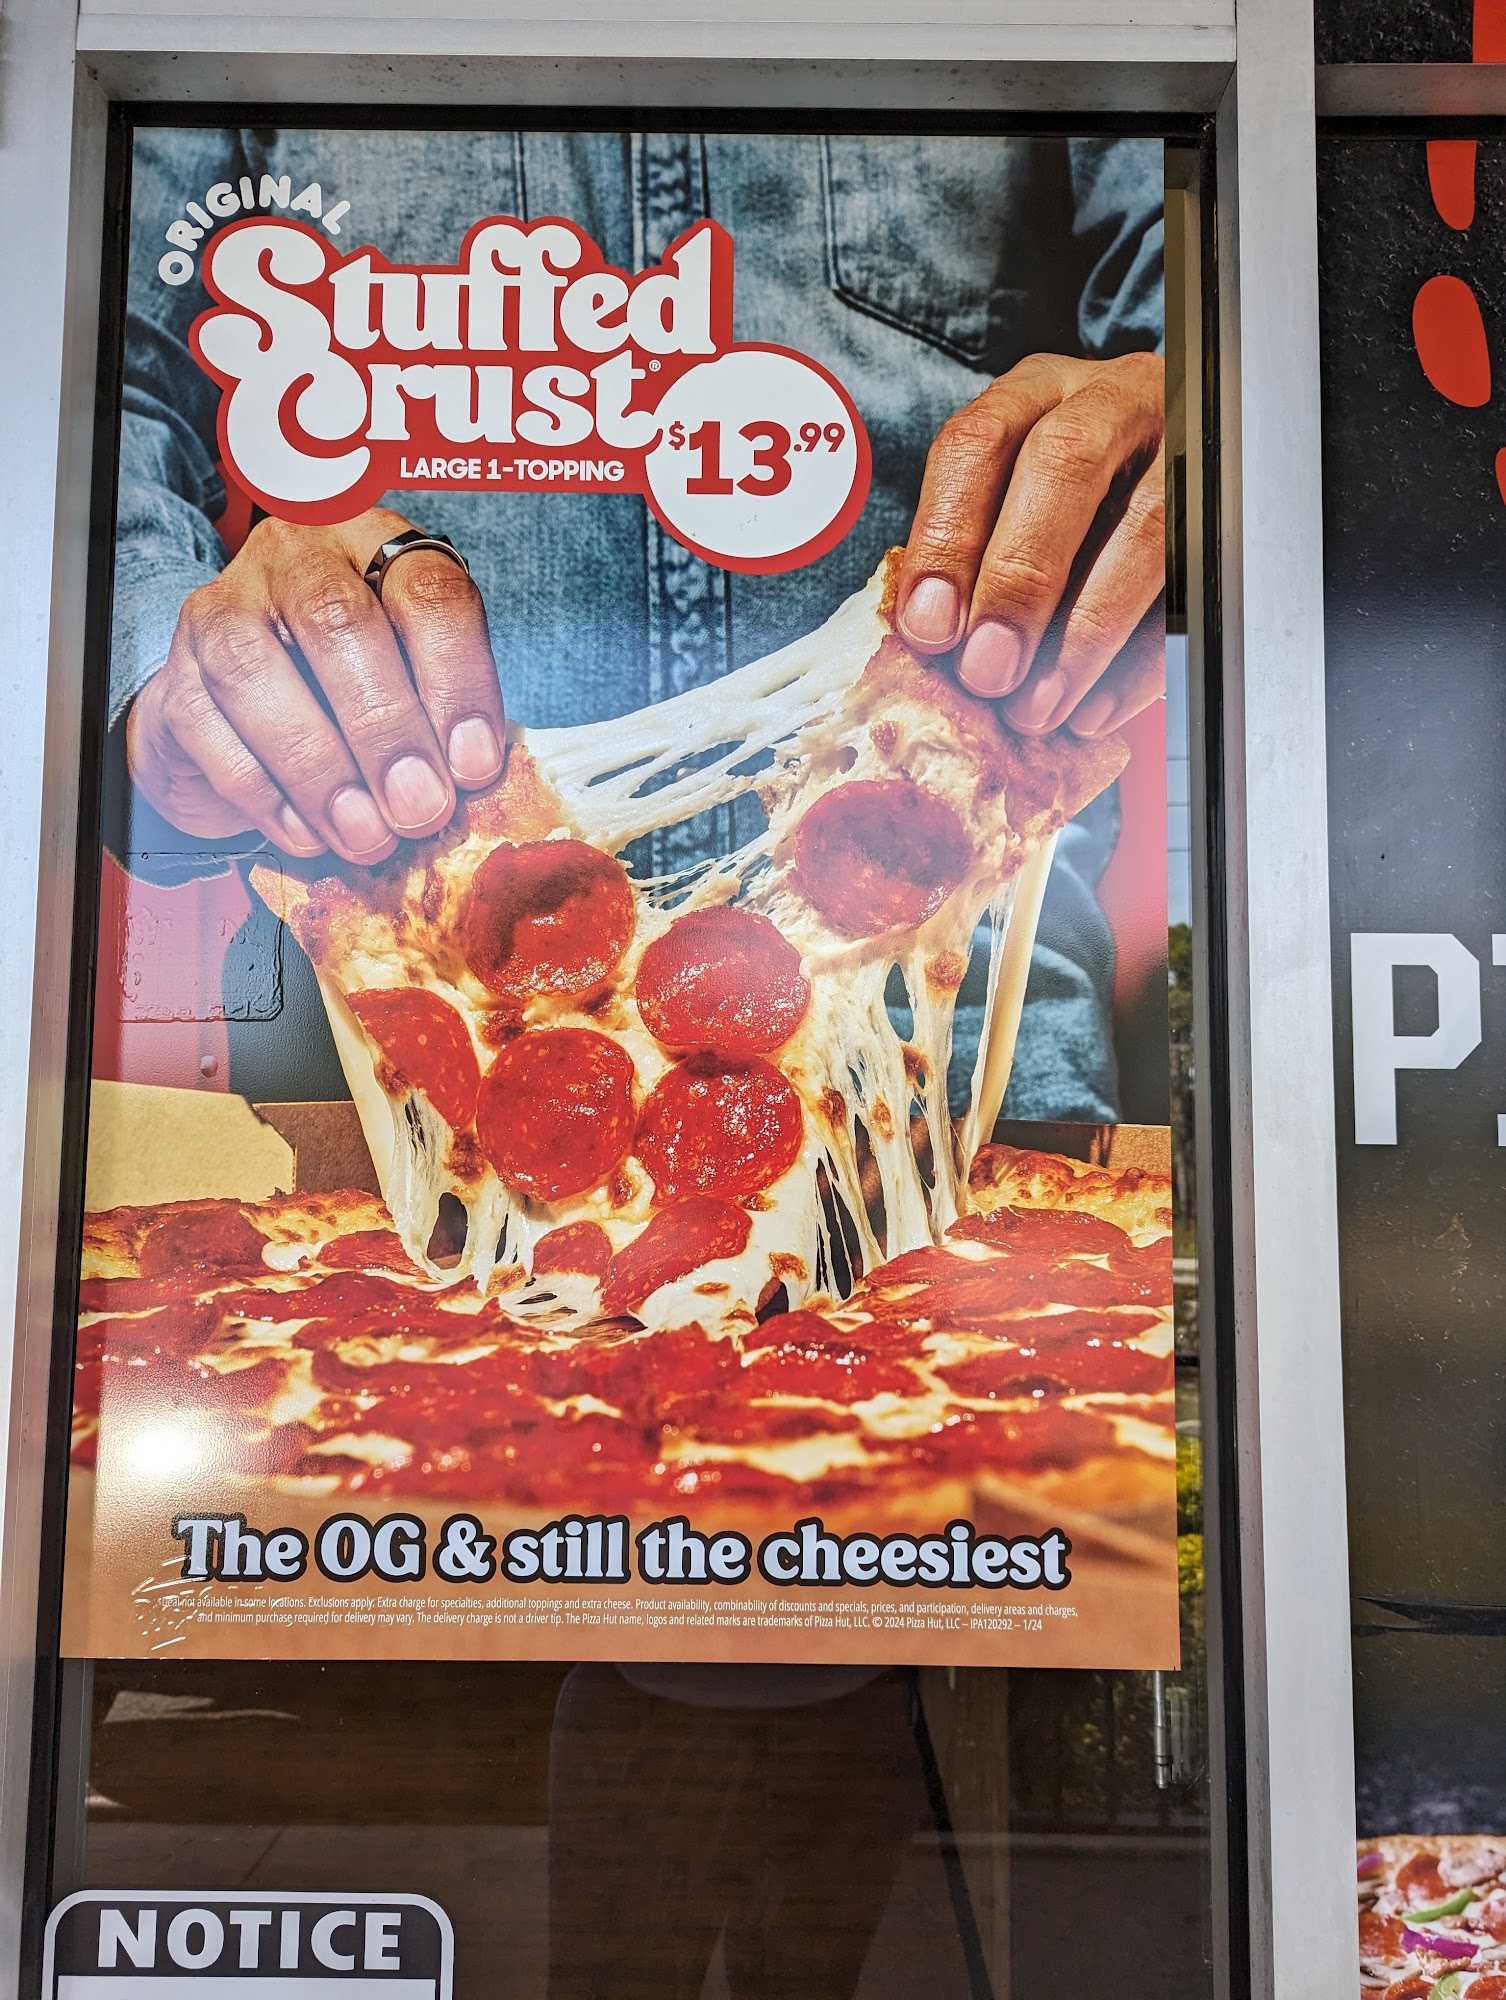 ORIGINAL
Stuffed
Crust®
LARGE 1-TOPPING
$13.99
The OG & still the cheesiest
Deal not available in some locations. Exclusions apply. Extra charge for specialties, additional toppings and extra cheese. Product availability, combinability of discounts and specials, prices, and participation, delivery areas and charges,
and minimum purchase required for delivery may vary. The delivery charge is not a driver tip. The Pizza Hut name, logos and related marks are trademarks of Pizza Hut, LLC. © 2024 Pizza Hut, LLC – IPA120292 – 1/24
NOTICE